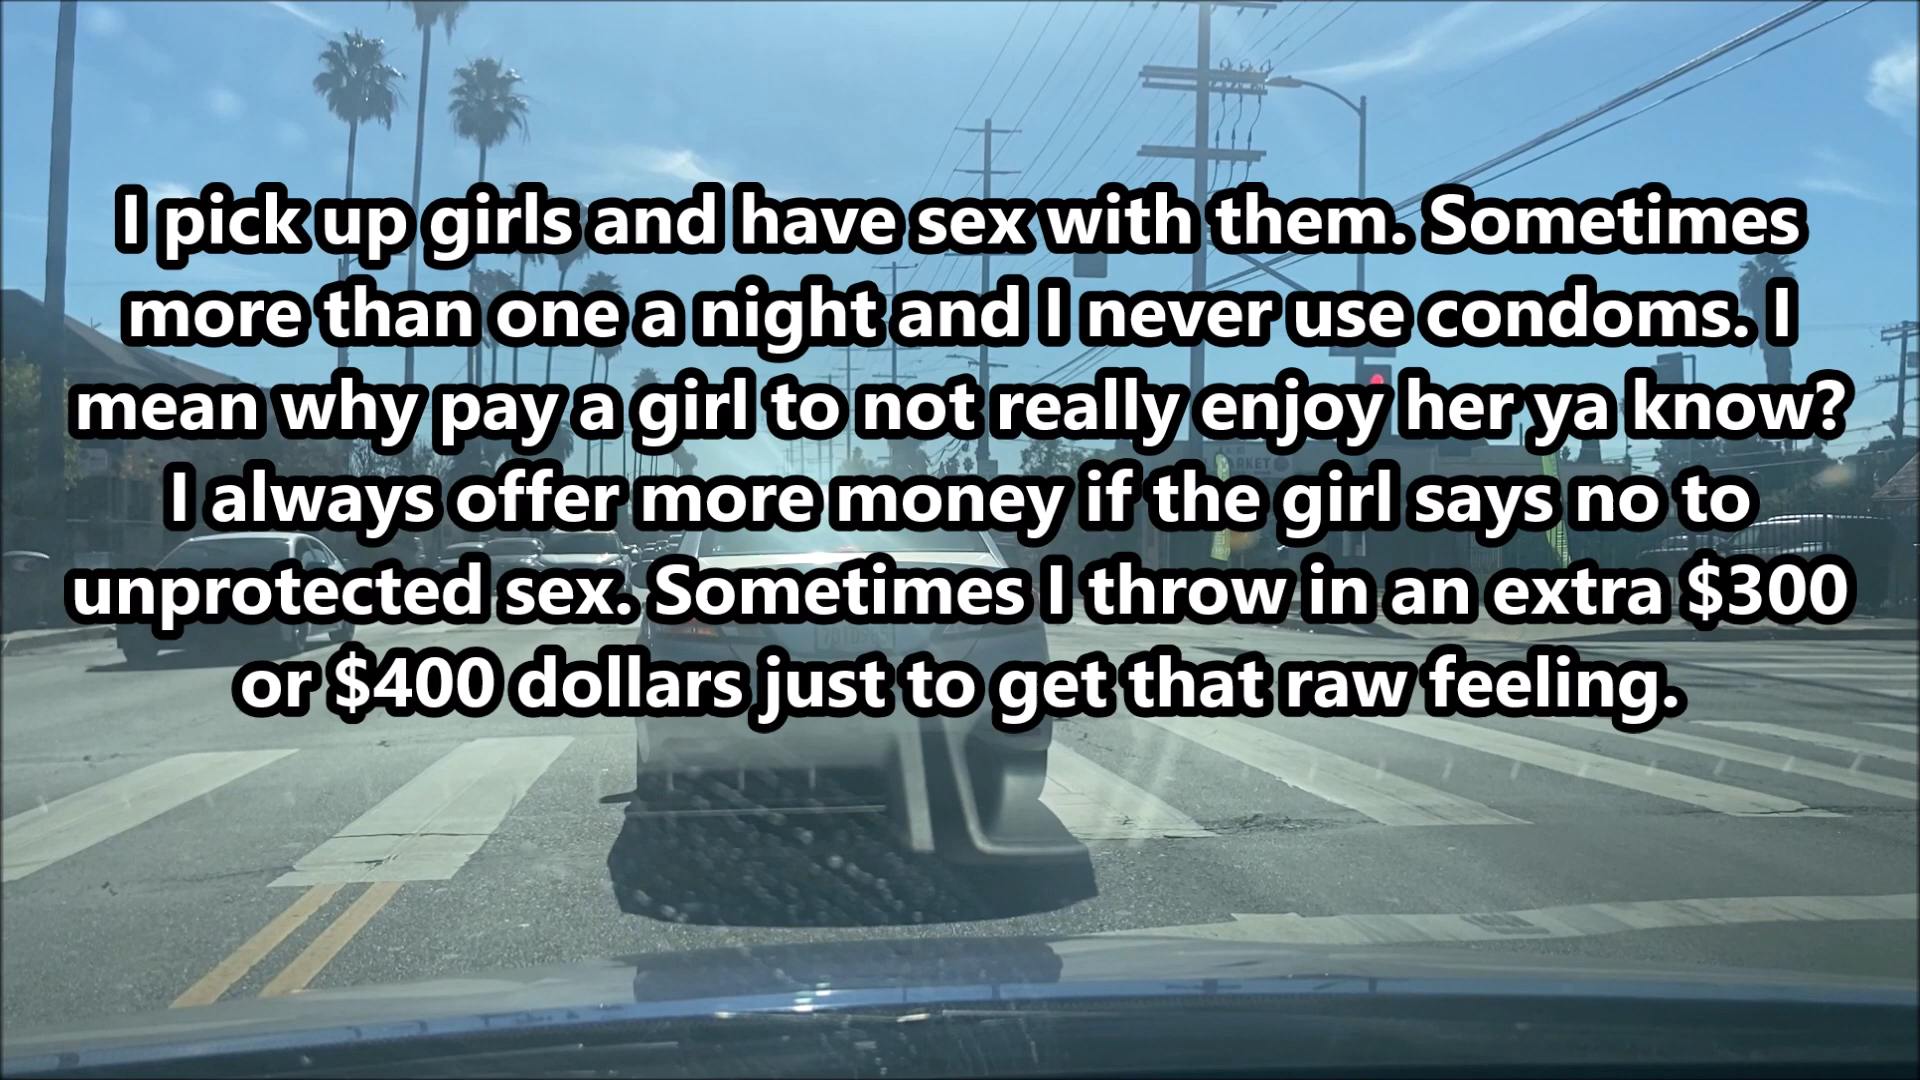 I pick up girls and have sex with them. Sometimes
more than one a night and I never use condoms. I
mean why pay a girl to not really enjoy her ya know?
I always offer more money if the girl says no to
unprotected sex. Sometimes I throw in an extra $300
or $400 dollars just to get that raw feeling.